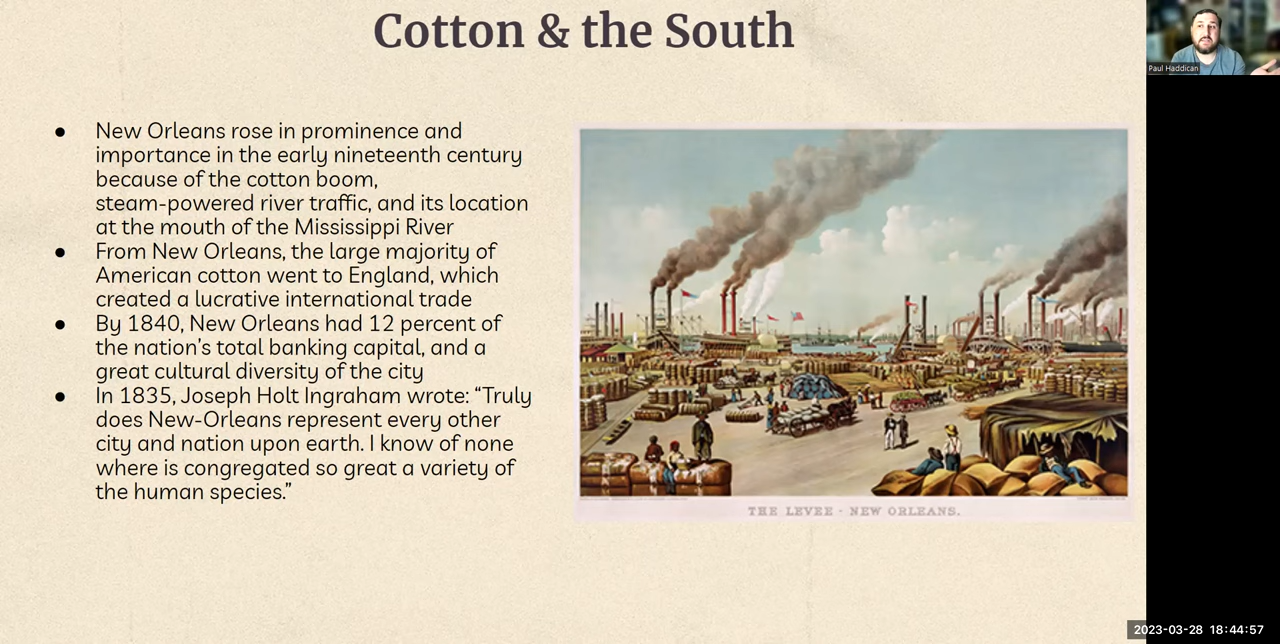 Cotton & the South
Paul Haddican
● New Orleans rose in prominence and
importance in the early nineteenth century
because of the cotton boom,
steam-powered river traffic, and its location
at the mouth of the Mississippi River
● From New Orleans, the large majority of
American cotton went to England, which
created a lucrative international trade
● By 1840, New Orleans had 12 percent of
the nation's total banking capital, and a
great cultural diversity of the city
● In 1835, Joseph Holt Ingraham wrote: “Truly
does New-Orleans represent every other
city and nation upon earth. I know of none
where is congregated so great a variety of
the human species.”
THE LEVEE - NEW ORLEANS.
2023-03-28 18:44:57